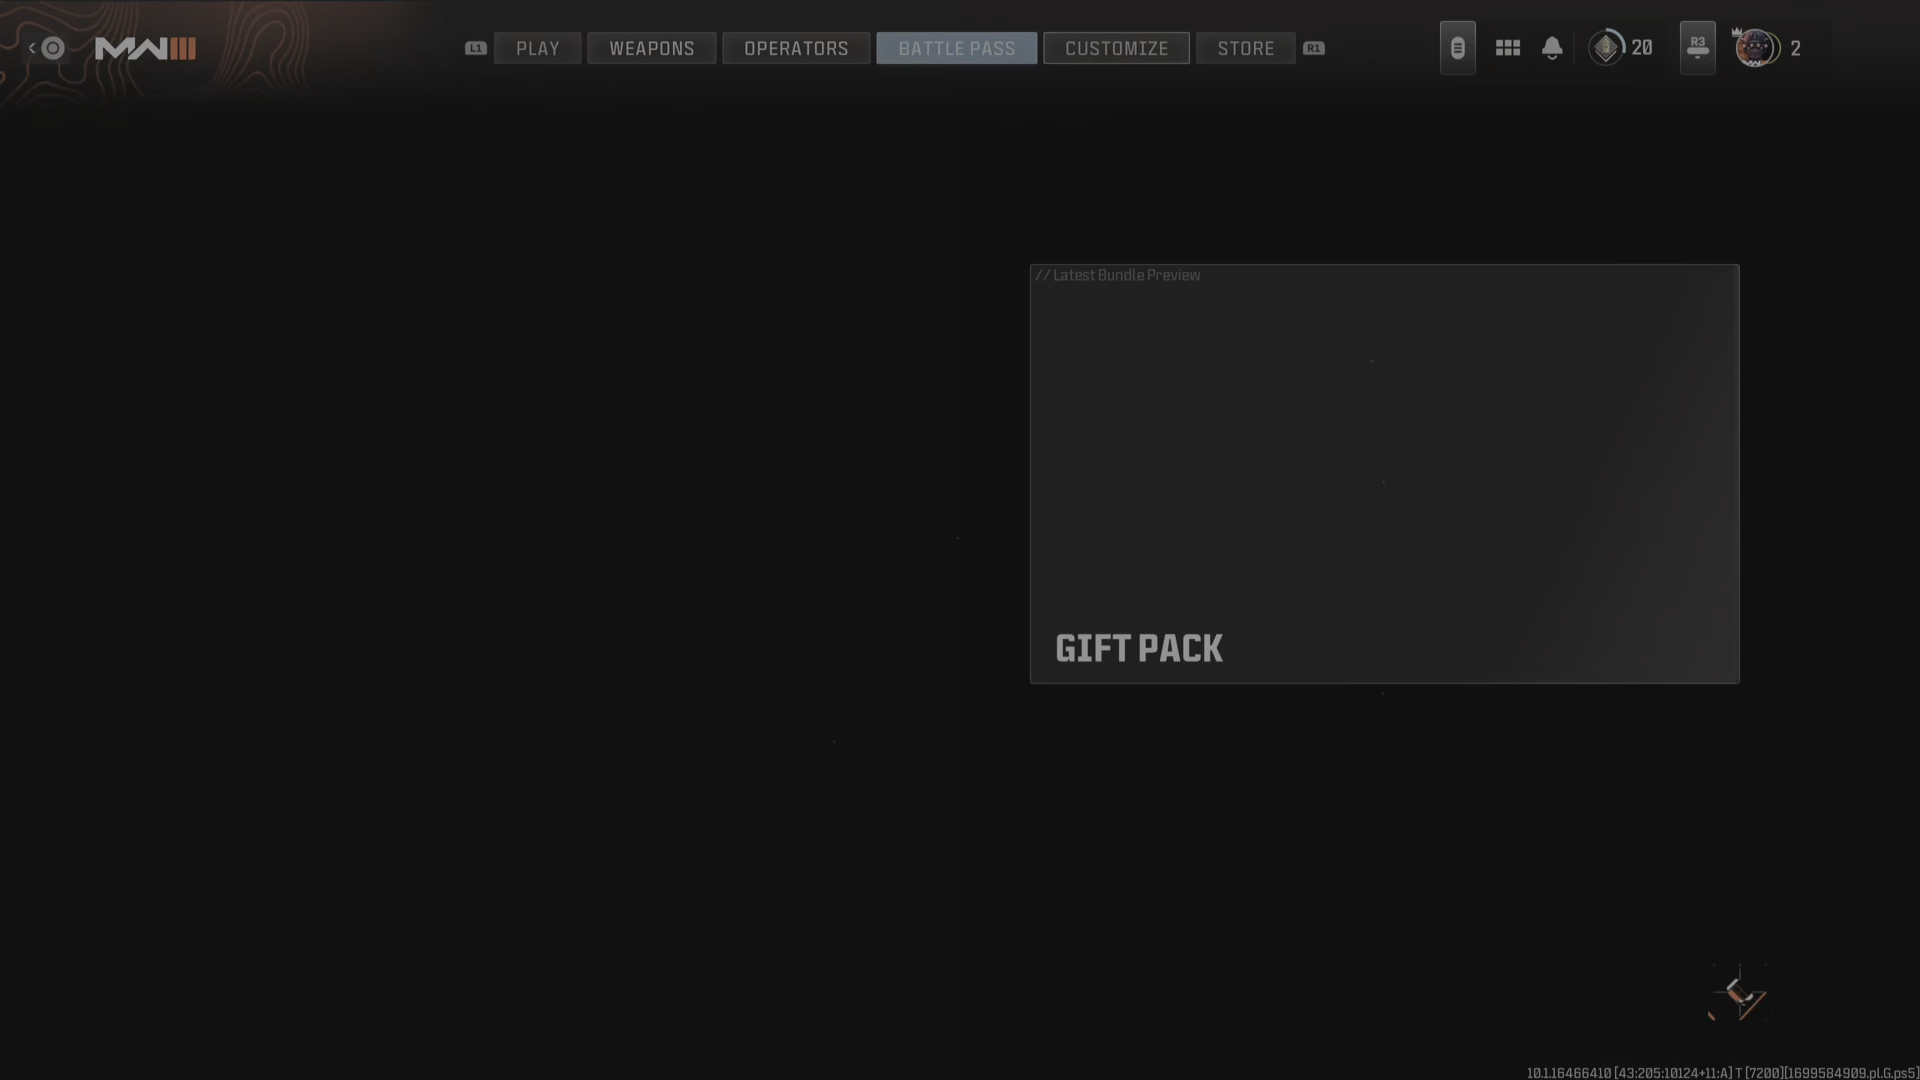 MWIII
L1 PLAY WEAPONS OPERATORS BATTLE PASS CUSTOMIZE STORE R1
20
R3
2
// Latest Bundle Preview
GIFT PACK
10.1.16466410 [43:205:10124+11:A] T [7200][1699584909.pl.G.ps5]